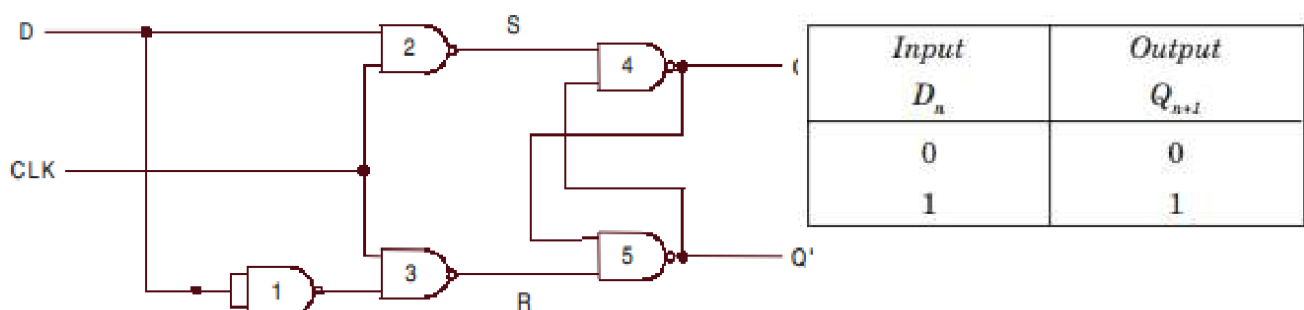 D
CLK
S
R
2
4
3
5
1
Q'
Input Output
Dₙ Qₙ₊₁
0 0
1 1